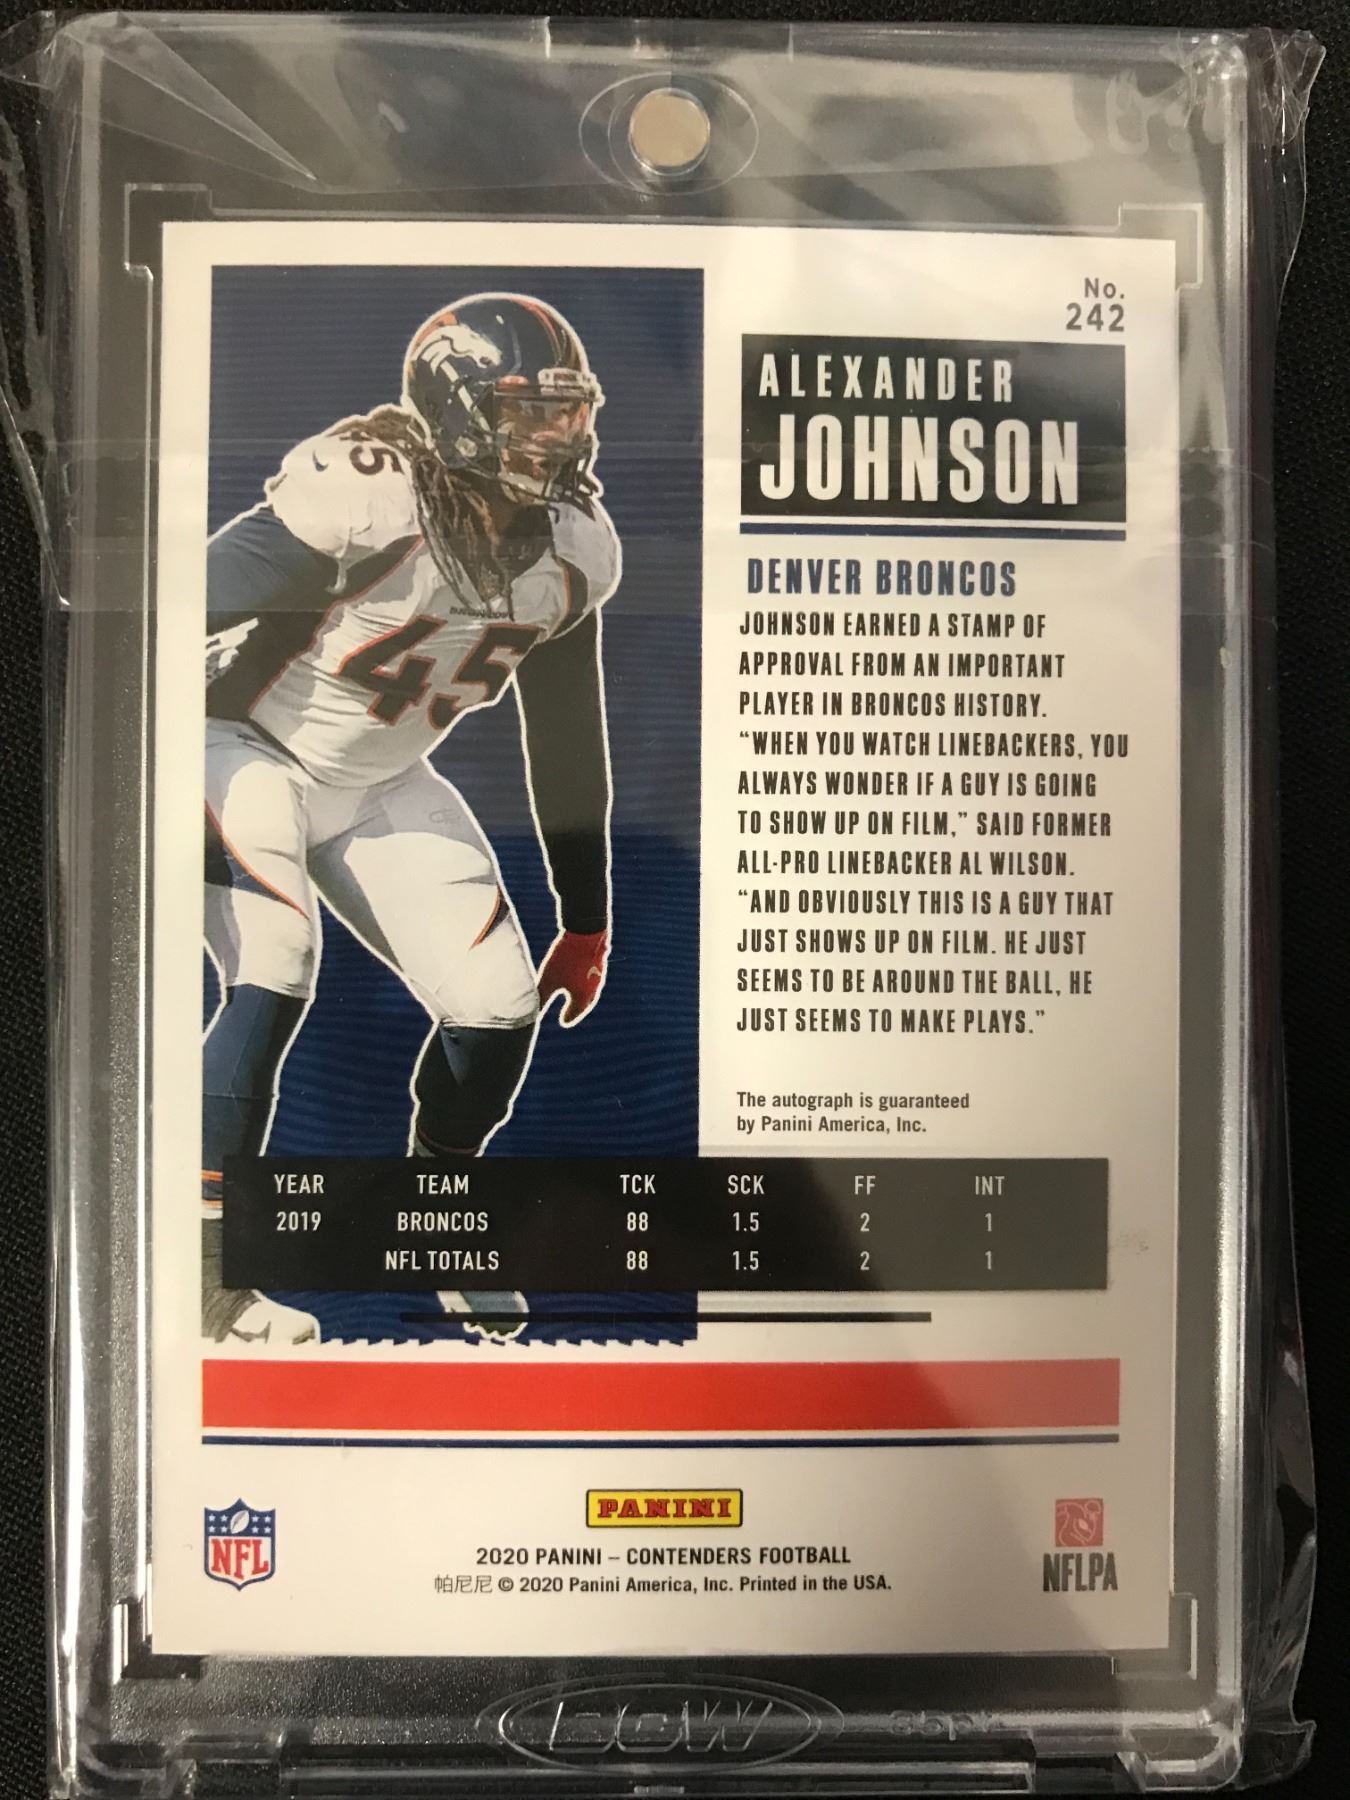 No.
242
ALEXANDER
JOHNSON
DENVER BRONCOS
JOHNSON EARNED A STAMP OF
APPROVAL FROM AN IMPORTANT
PLAYER IN BRONCOS HISTORY.
“WHEN YOU WATCH LINEBACKERS, YOU
ALWAYS WONDER IF A GUY IS GOING
TO SHOW UP ON FILM,” SAID FORMER
ALL-PRO LINEBACKER AL WILSON.
“AND OBVIOUSLY THIS IS A GUY THAT
JUST SHOWS UP ON FILM. HE JUST
SEEMS TO BE AROUND THE BALL, HE
JUST SEEMS TO MAKE PLAYS.”
45
45
The autograph is guaranteed
by Panini America, Inc.
YEAR TEAM TCK SCK FF INT
2019 BRONCOS 88 1.5 2 1
NFL TOTALS 88 1.5 2 1
NFL
PANINI
NFLPA
2020 PANINI – CONTENDERS FOOTBALL
帕尼尼 © 2020 Panini America, Inc. Printed in the USA.
BCW